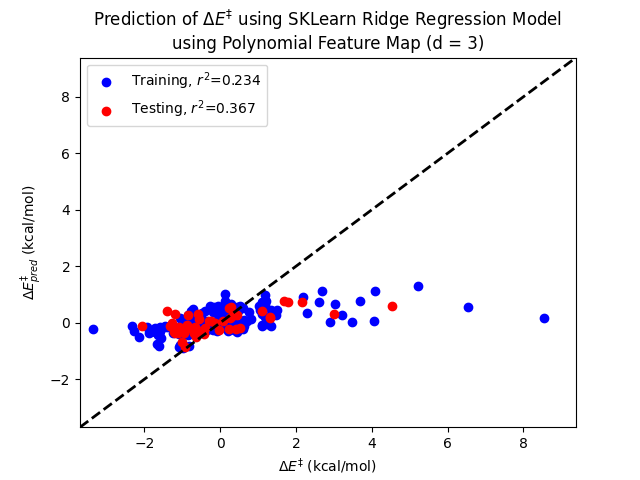 Prediction of ΔE‡ using SKLearn Ridge Regression Model
using Polynomial Feature Map (d = 3)
Training, r²=0.234
Testing, r²=0.367
8
6
4
2
0
−2
ΔE‡pred (kcal/mol)
−2 0 2 4 6 8
ΔE‡ (kcal/mol)